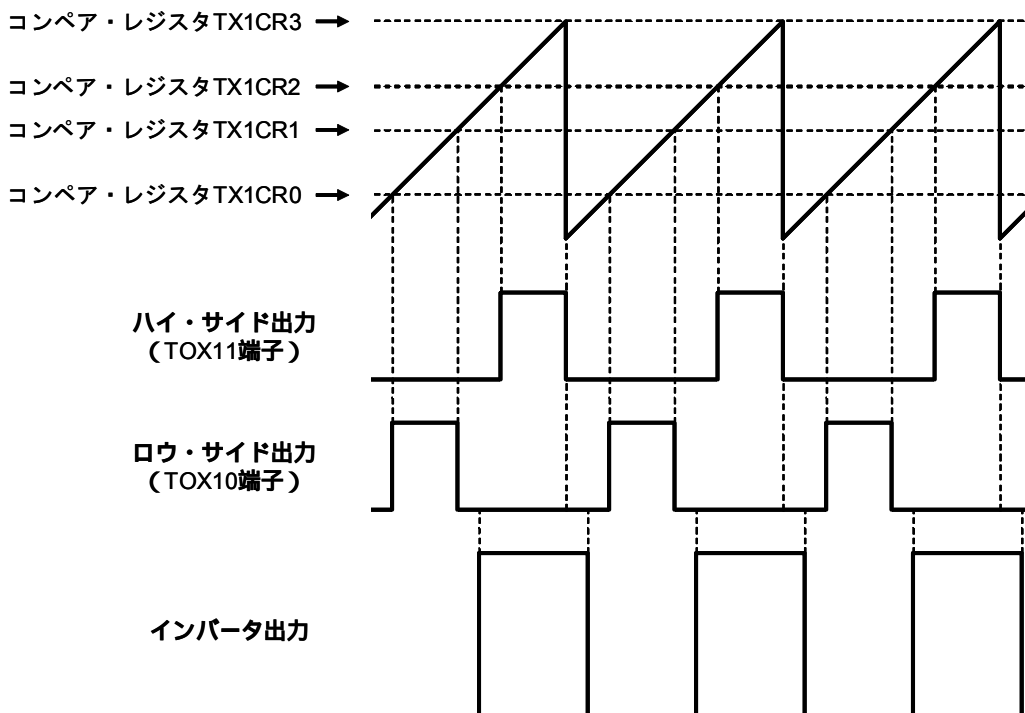 コンペア・レジスタTX1CR3
コンペア・レジスタTX1CR2
コンペア・レジスタTX1CR1
コンペア・レジスタTX1CR0
ハイ・サイド出力
（TOX11端子）
ロウ・サイド出力
（TOX10端子）
インバータ出力